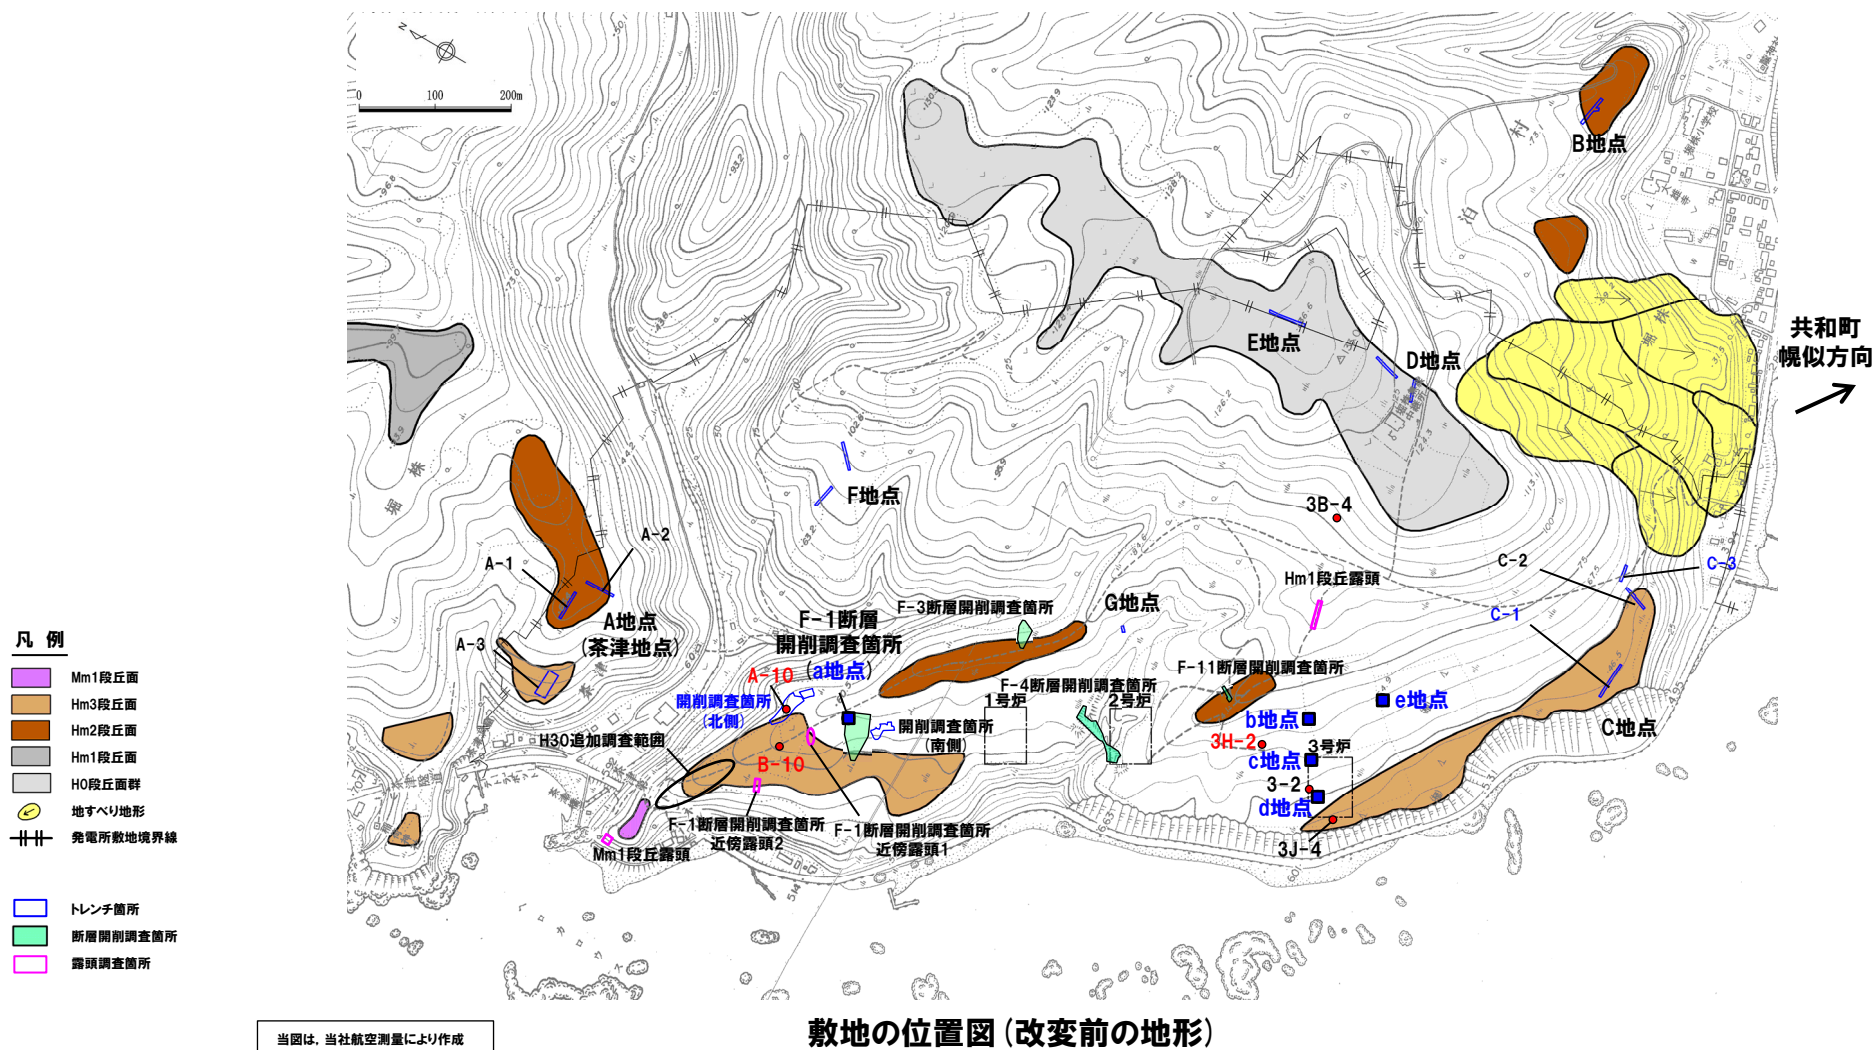 N
0 100 200m
村
泊
B地点
堀株小学校
大雄寺
共和町
幌似方向
E地点
D地点
F地点
3B-4
A-2
A-1
A-3
A地点
(茶津地点)
F-1断層
開削調査箇所
(a地点)
A-10
開削調査箇所
(北側)
F-3断層開削調査箇所
G地点
Hm1段丘露頭
C-2
C-3
C-1
F-11断層開削調査箇所
F-4断層開削調査箇所
1号炉
2号炉
開削調査箇所
(南側)
H30追加調査範囲
B-10
e地点
b地点
3H-2
c地点
3号炉
3-2
d地点
3J-4
C地点
F-1断層開削調査箇所
近傍露頭2
F-1断層開削調査箇所
近傍露頭1
Mm1段丘露頭
堀
株
凡 例
Mm1段丘面
Hm3段丘面
Hm2段丘面
Hm1段丘面
H0段丘面群
地すべり地形
発電所敷地境界線
トレンチ箇所
断層開削調査箇所
露頭調査箇所
当図は，当社航空測量により作成
敷地の位置図(改変前の地形)